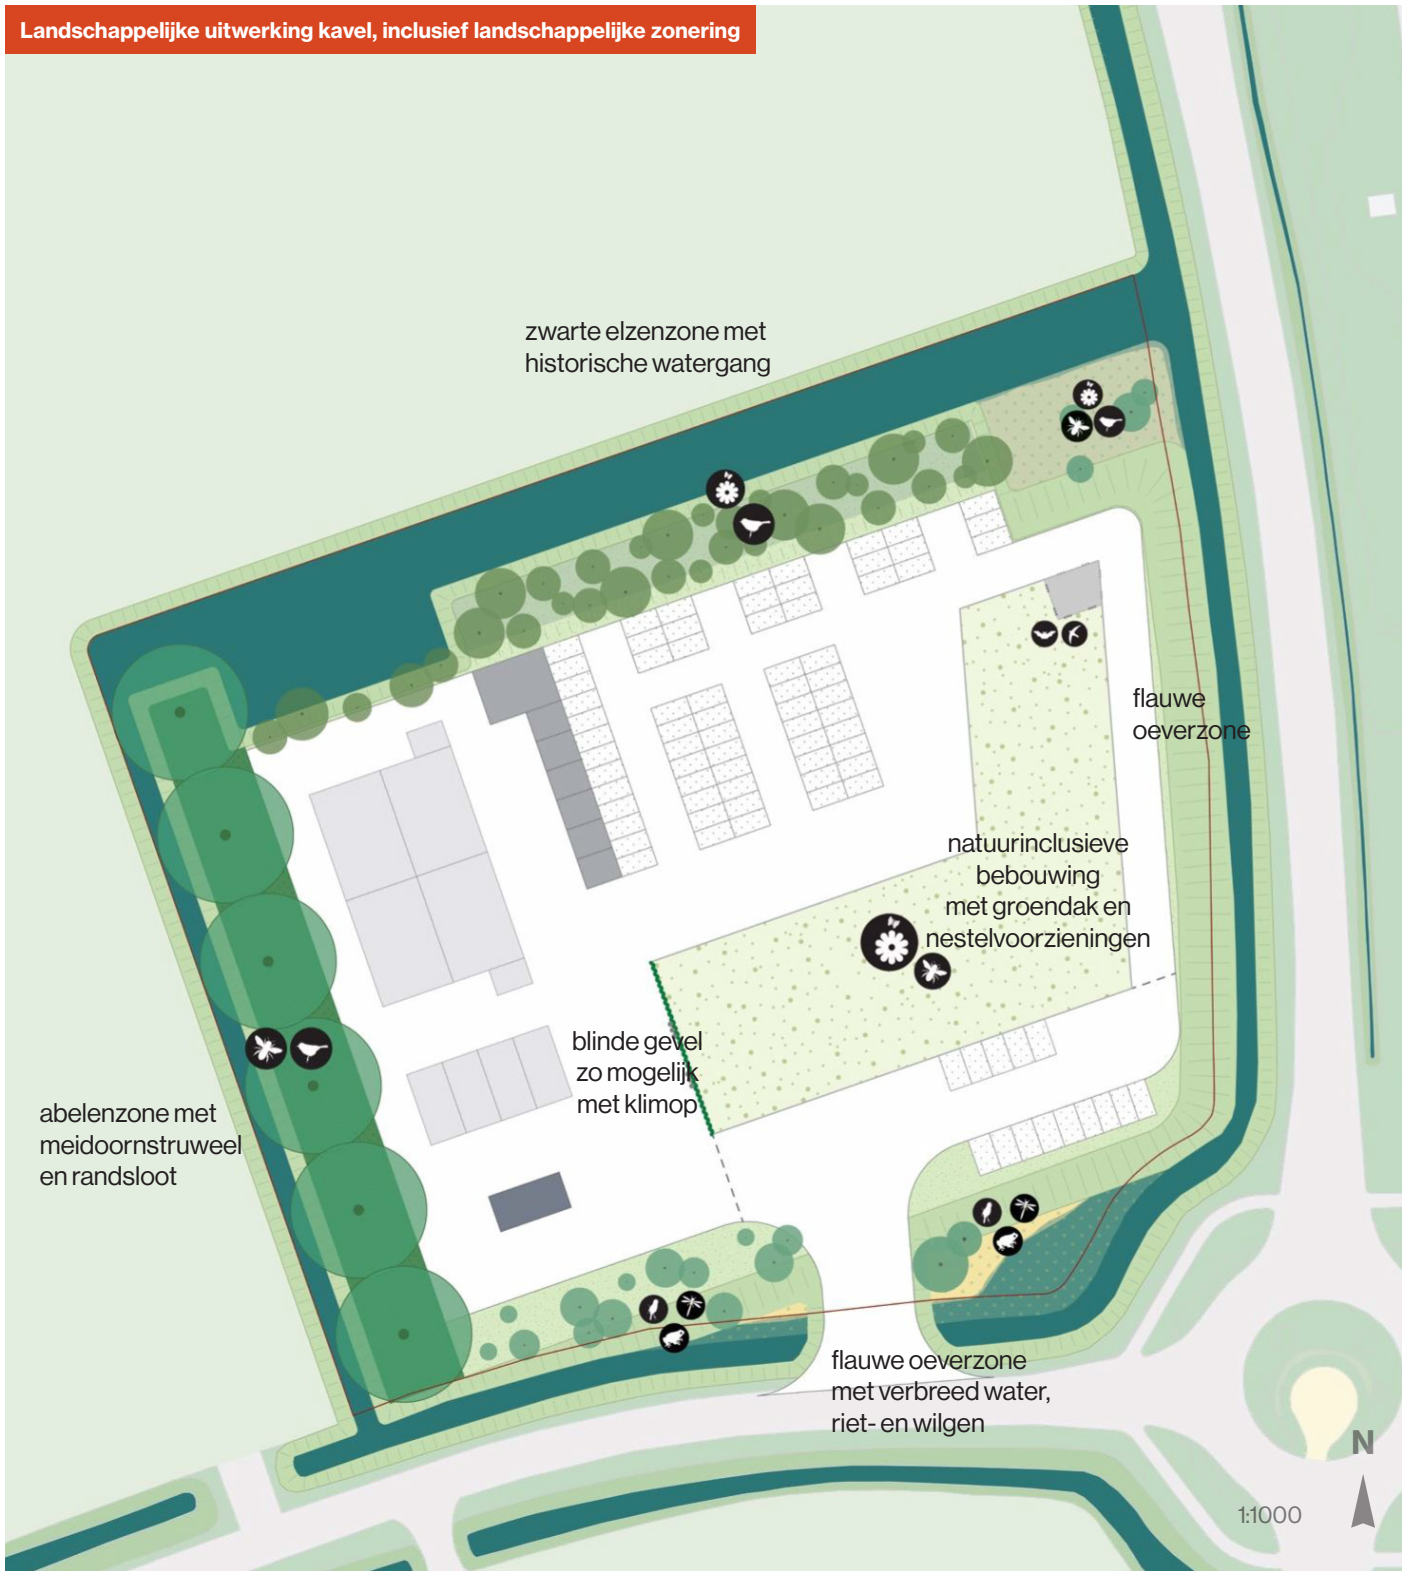 Landschappelijke uitwerking kavel, inclusief landschappelijke zonering
zwarte elzenzone met
historische watergang
flauwe
oeverzone
natuurinclusieve
bebouwing
met groendak en
nestelvoorzieningen
blinde gevel
zo mogelijk
met klimop
abelenzone met
meidoornstruweel
en randsloot
flauwe oeverzone
met verbreed water,
riet- en wilgen
N
1:1000